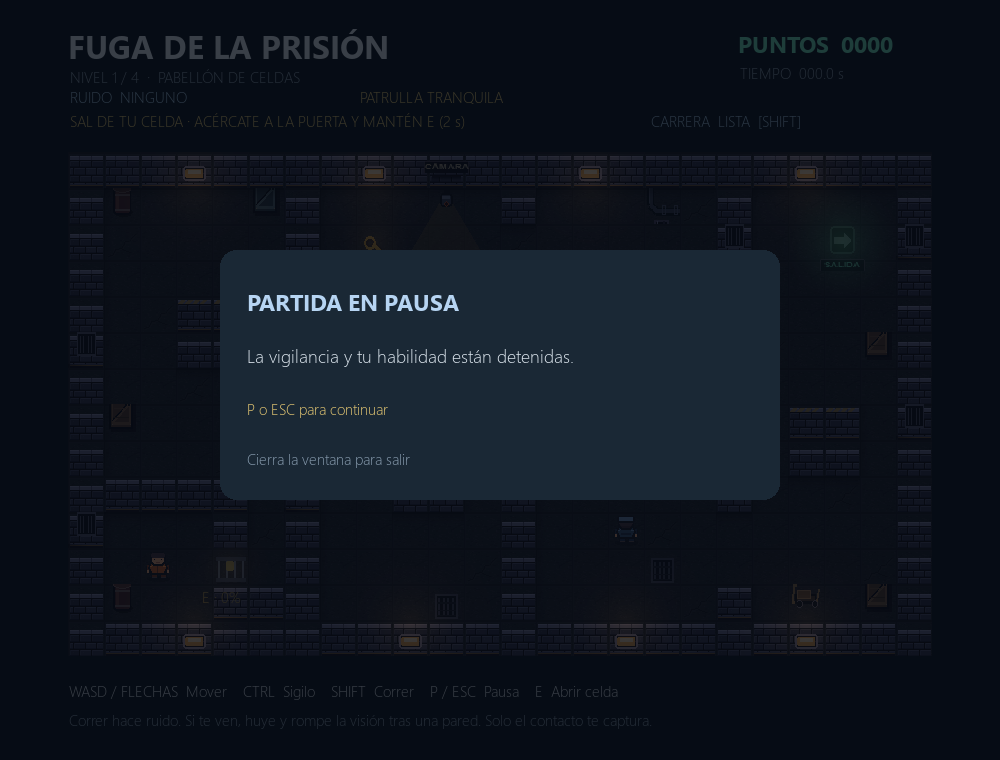 FUGA DE LA PRISIÓN
PUNTOS 0000
NIVEL 1 / 4 · PABELLÓN DE CELDAS
TIEMPO 000.0 s
RUIDO NINGUNO
PATRULLA TRANQUILA
SAL DE TU CELDA · ACÉRCATE A LA PUERTA Y MANTÉN E (2 s)
CARRERA LISTA [SHIFT]
CÁMARA
SALIDA
PARTIDA EN PAUSA
La vigilancia y tu habilidad están detenidas.
P o ESC para continuar
Cierra la ventana para salir
E 0%
WASD / FLECHAS Mover CTRL Sigilo SHIFT Correr P / ESC Pausa E Abrir celda
Correr hace ruido. Si te ven, huye y rompe la visión tras una pared. Solo el contacto te captura.